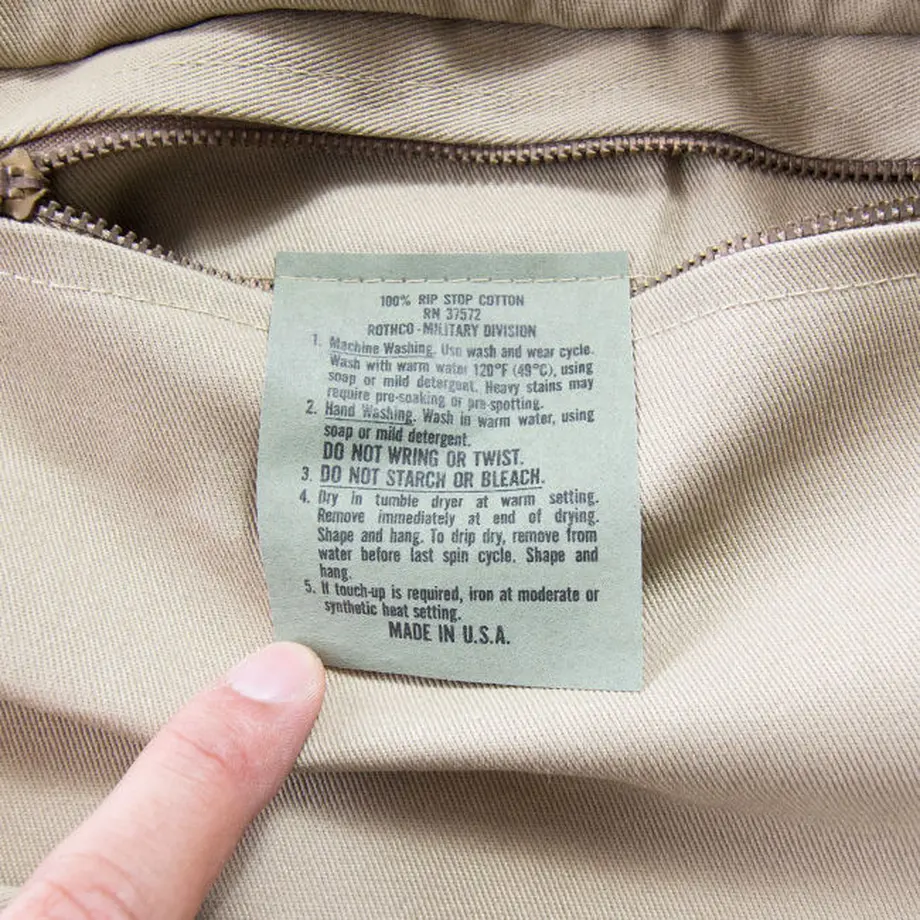 100% RIP STOP COTTON
RN 37572
ROTHCO - MILITARY DIVISION
1. Machine Washing. Use wash and wear cycle.
Wash with warm water 120°F (49°C), using
soap or mild detergent. Heavy stains may
require pre-soaking or pre-spotting.
2. Hand Washing. Wash in warm water, using
soap or mild detergent.
DO NOT WRING OR TWIST.
3. DO NOT STARCH OR BLEACH.
4. Dry in tumble dryer at warm setting.
Remove immediately at end of drying.
Shape and hang. To drip dry, remove from
water before last spin cycle. Shape and
hang.
5. If touch-up is required, iron at moderate or
synthetic heat setting.
MADE IN U.S.A.